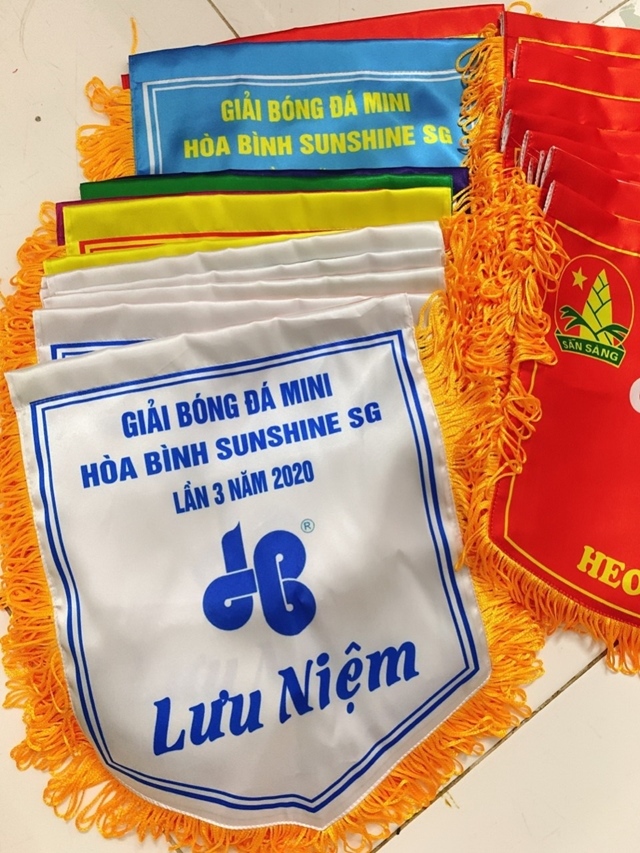 GIẢI BÓNG ĐÁ MINI
HÒA BÌNH SUNSHINE SG
GIẢI BÓNG ĐÁ MINI
HÒA BÌNH SUNSHINE SG
LẦN 3 NĂM 2020
®
Lưu Niệm
SẴN SÀNG
HEO